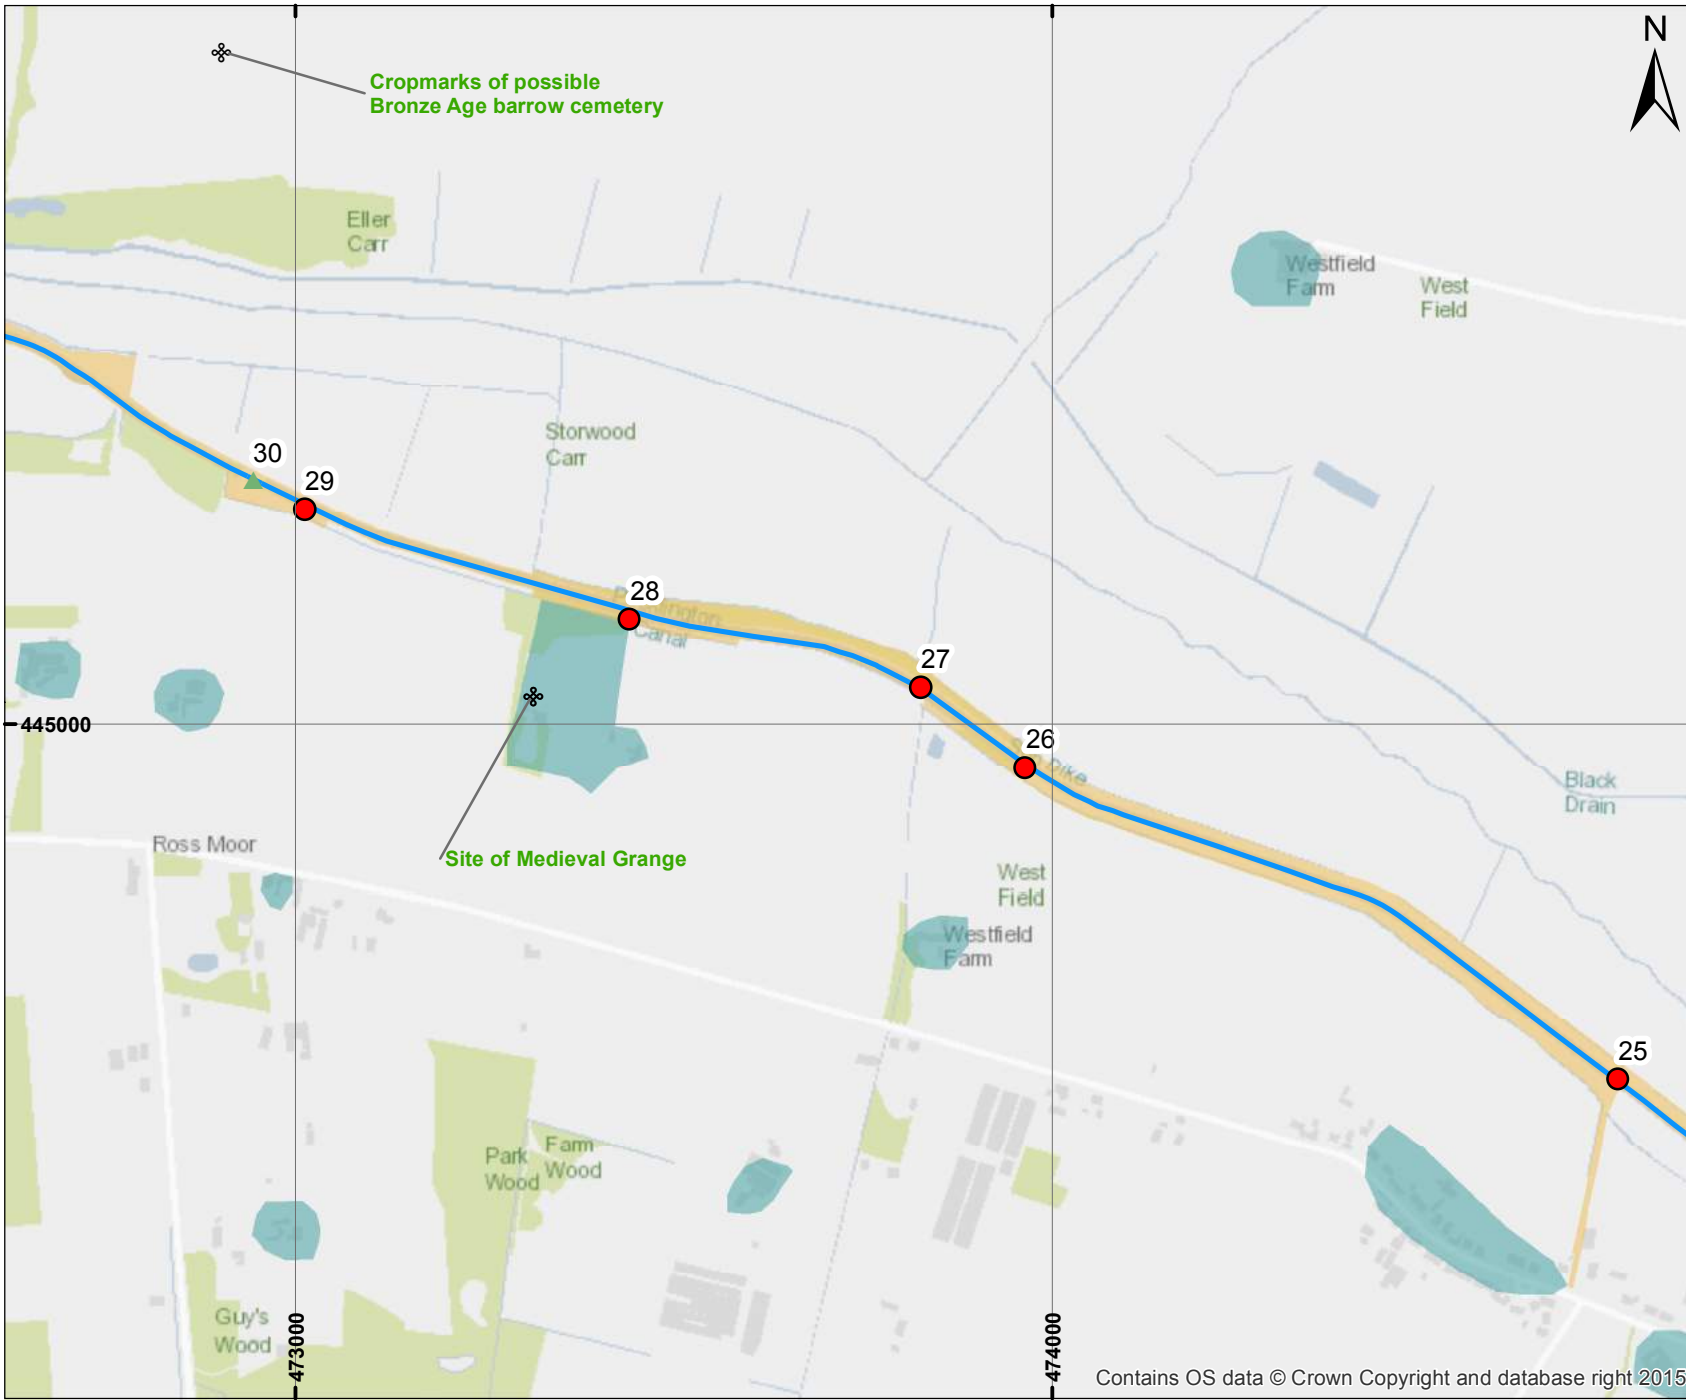 N
Cropmarks of possible
Bronze Age barrow cemetery
Eller
Carr
Westfield
Farm
West
Field
Storwood
Carr
30
29
28
Canal
27
445000
26
Dike
Black
Drain
Ross Moor
Site of Medieval Grange
West
Field
Westfield
Farm
25
Park
Wood
Farm
Wood
Guy's
Wood
473000
474000
Contains OS data © Crown Copyright and database right 2015